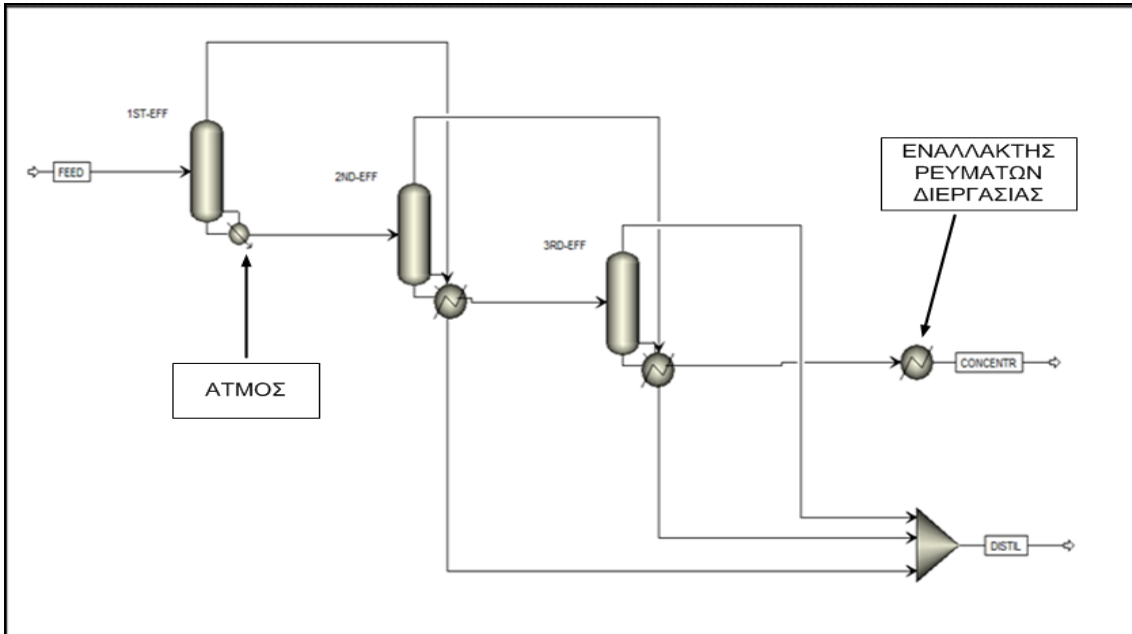 1ST-EFF
FEED
2ND-EFF
ΕΝΑΛΛΑΚΤΗΣ
ΡΕΥΜΑΤΩΝ
ΔΙΕΡΓΑΣΙΑΣ
3RD-EFF
ΑΤΜΟΣ
CONCENTR
DISTIL